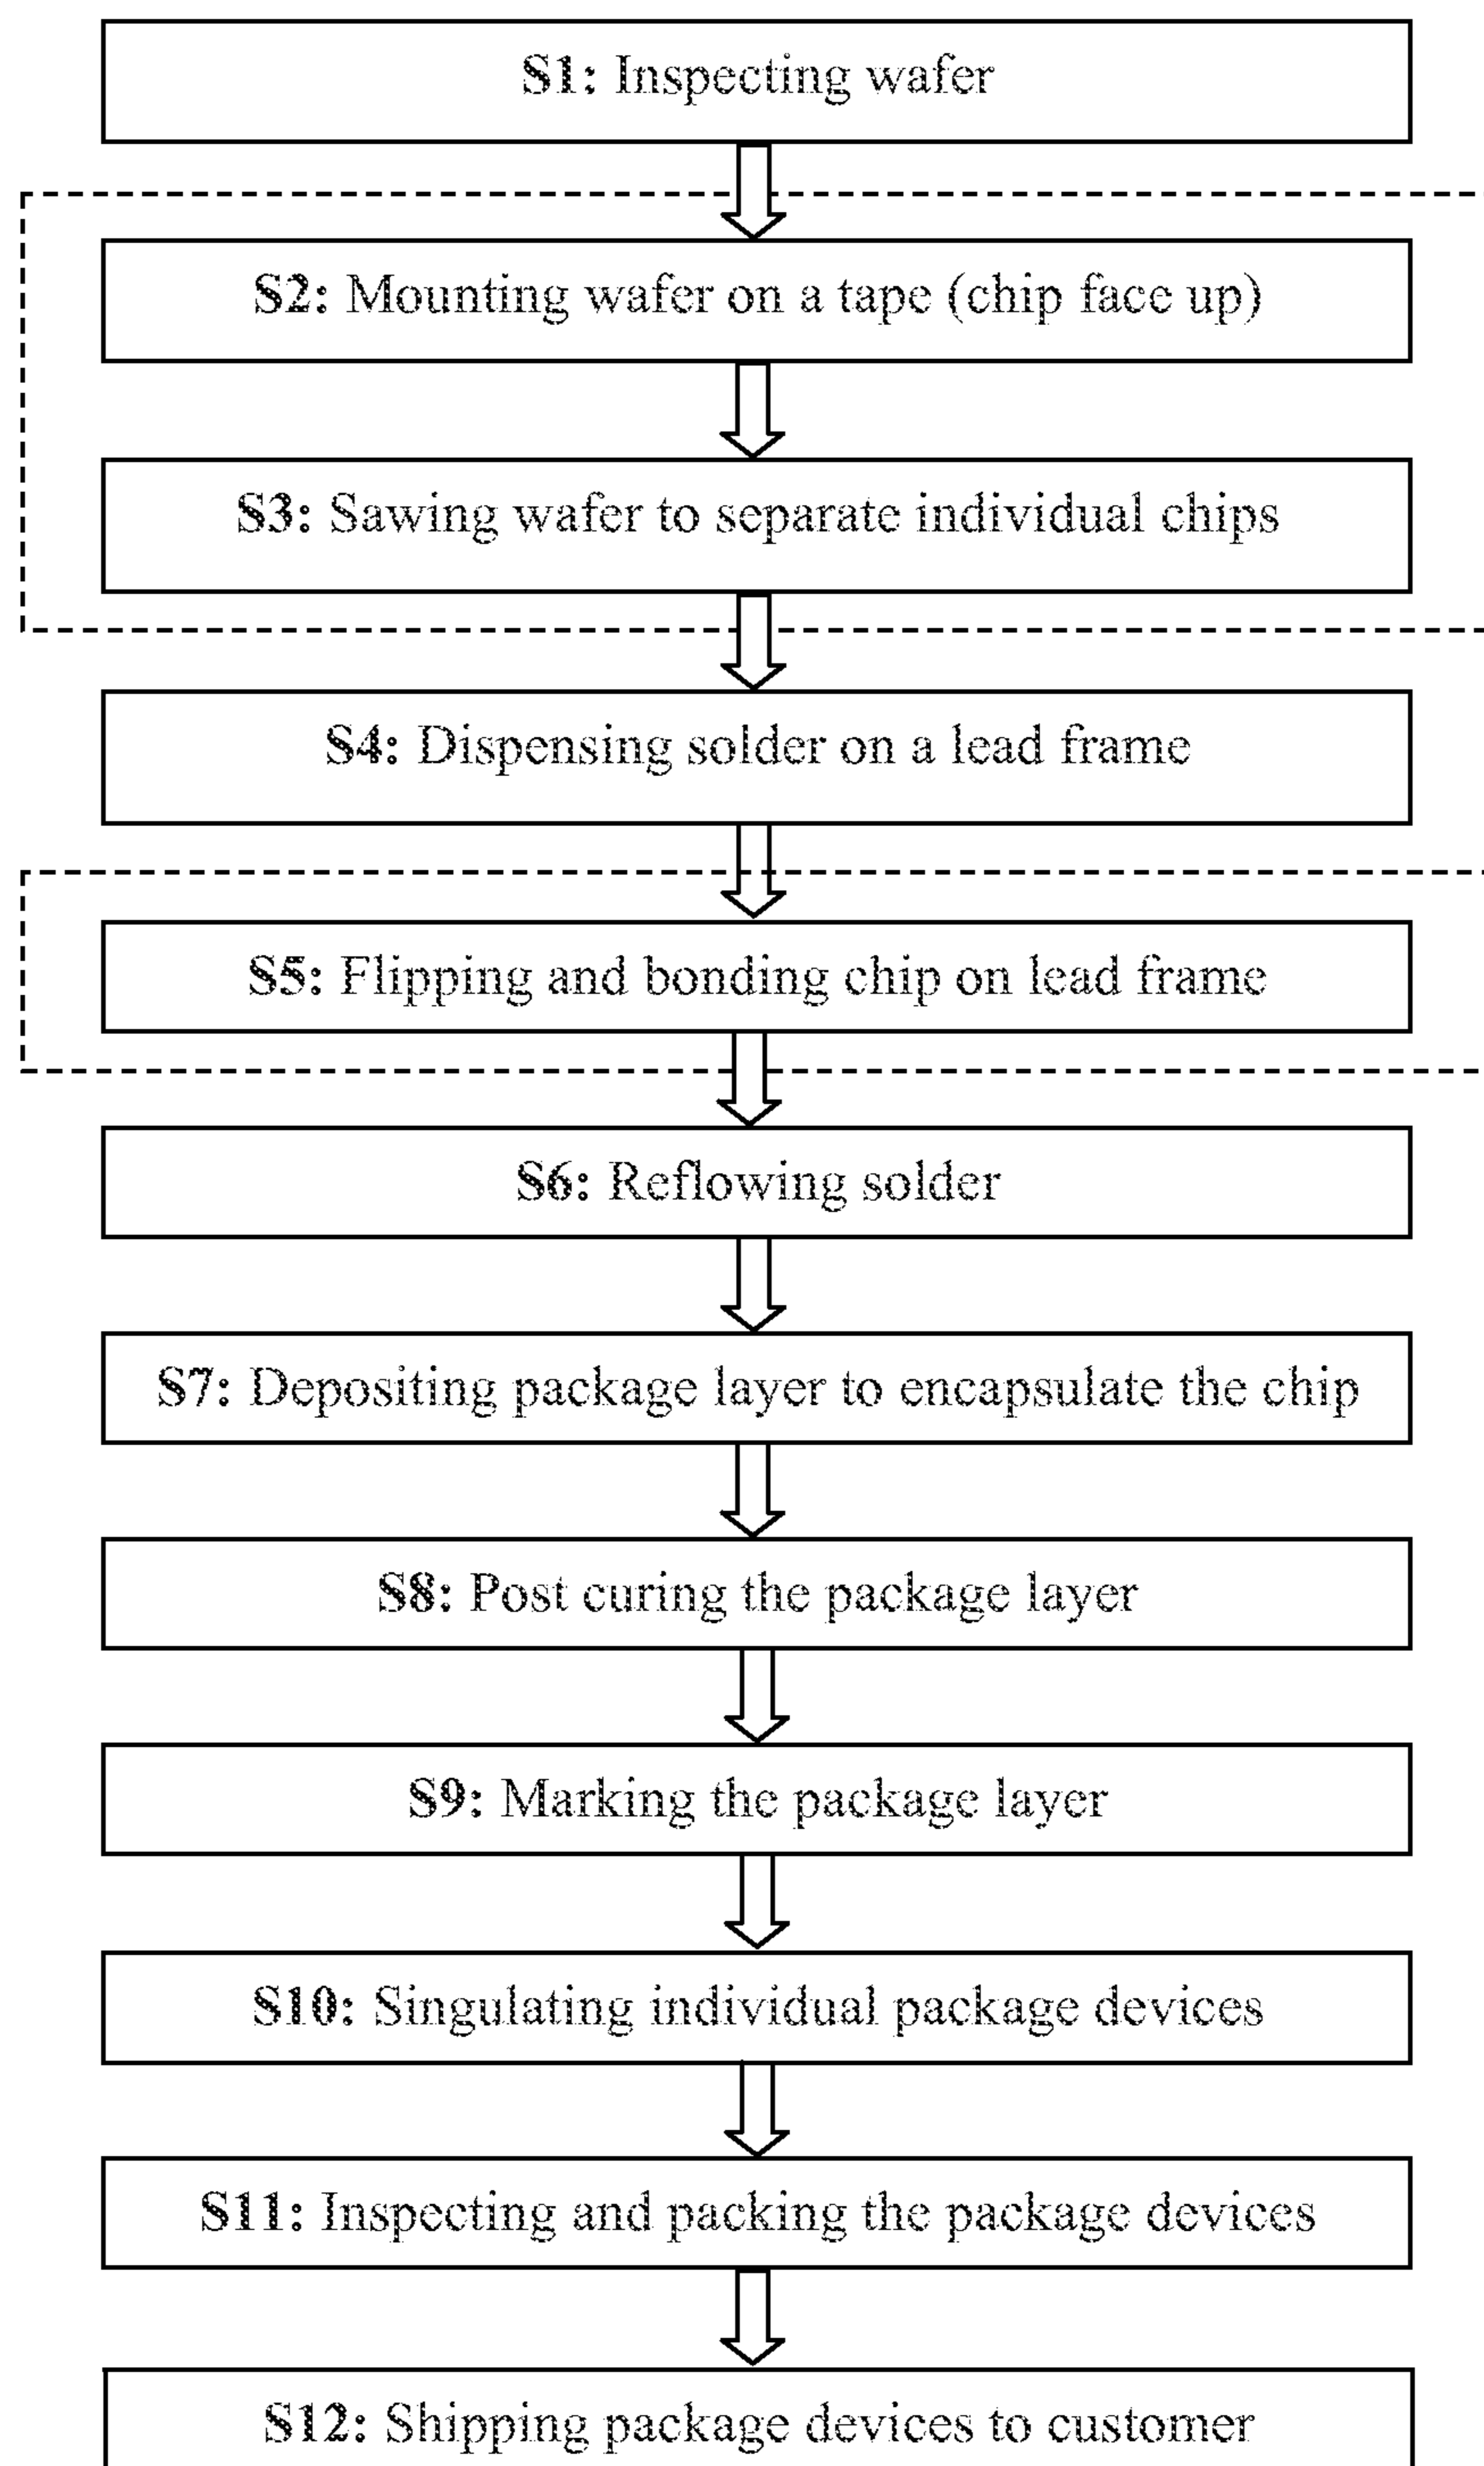 S1: Inspecting wafer
S2: Mounting wafer on a tape (chip face up)
S3: Sawing wafer to separate individual chips
S4: Dispensing solder on a lead frame
S5: Flipping and bonding chip on lead frame
S6: Reflowing solder
S7: Depositing package layer to encapsulate the chip
S8: Post curing the package layer
S9: Marking the package layer
S10: Singulating individual package devices
S11: Inspecting and packing the package devices
S12: Shipping package devices to customer